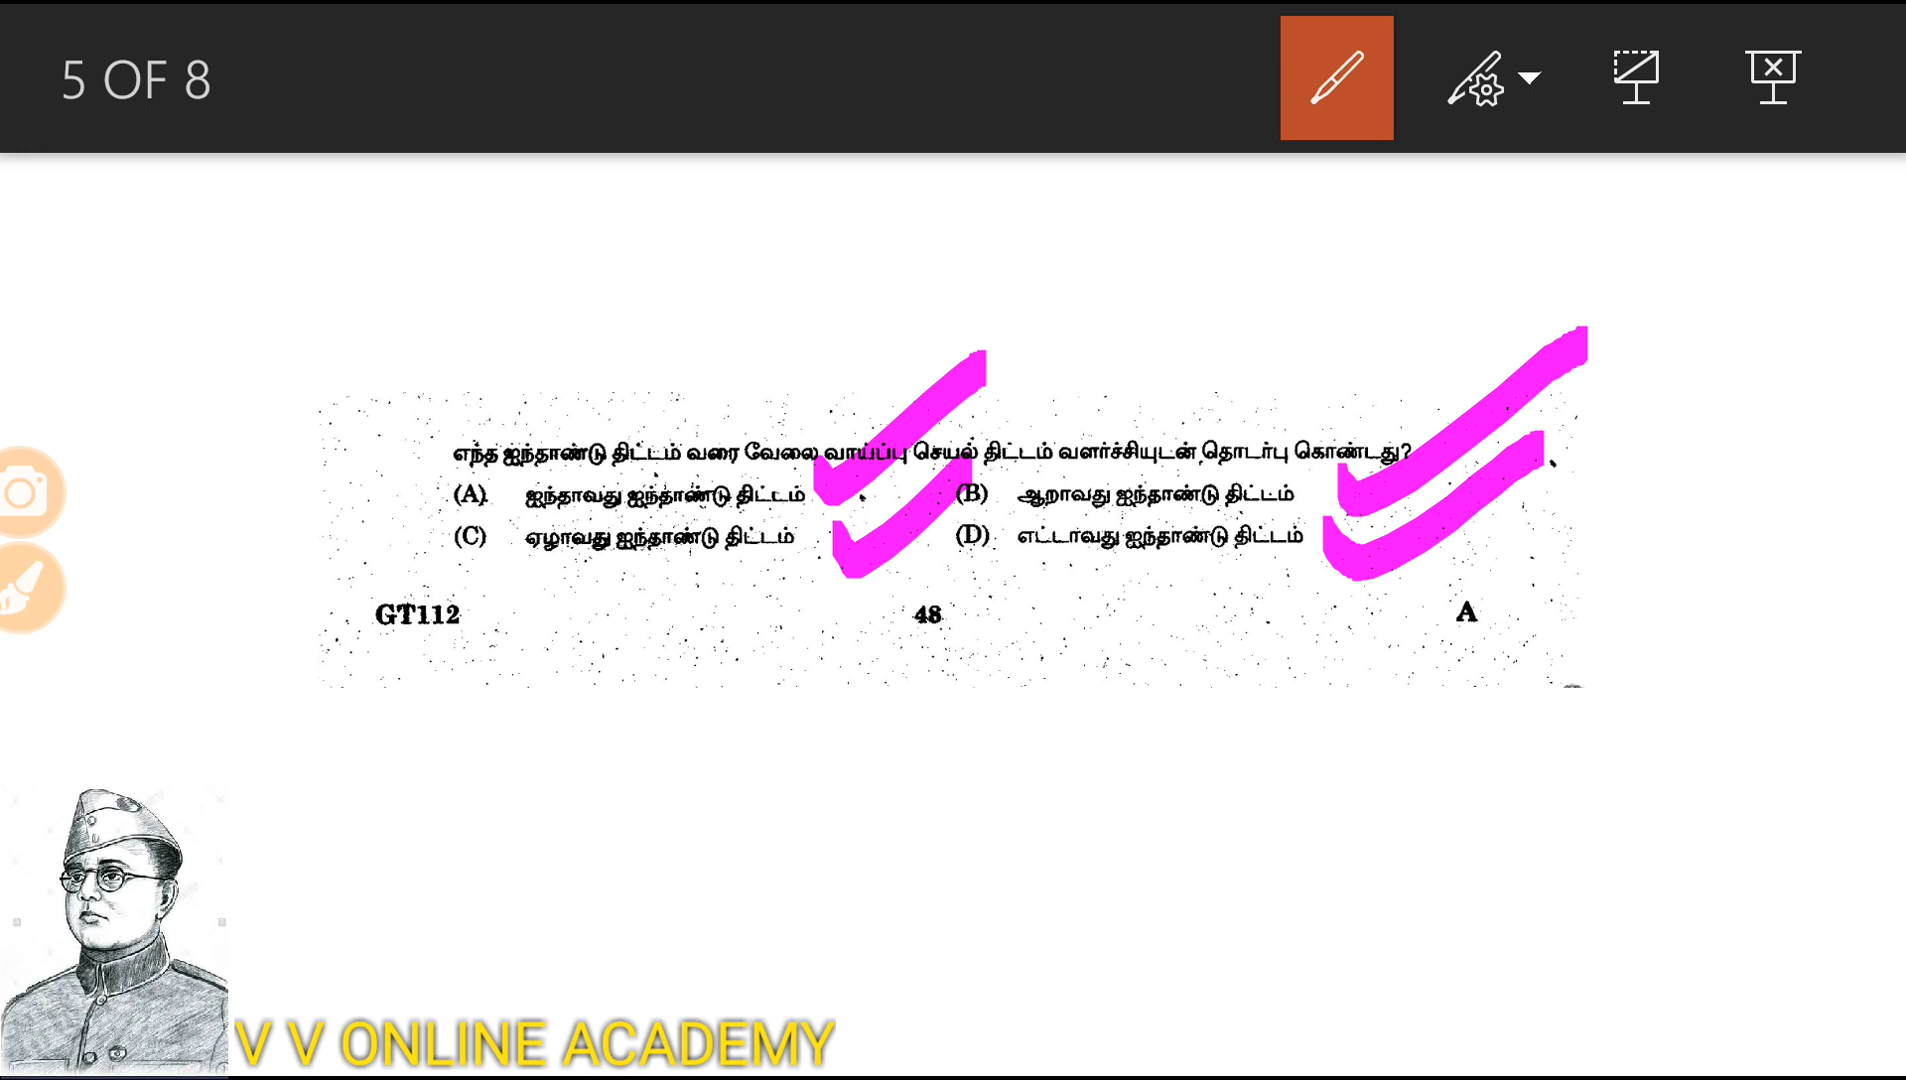 5 OF 8
எந்த ஐந்தாண்டு திட்டம் வரை வேலை வாய்ப்பு செயல் திட்டம் வளர்ச்சியுடன் தொடர்பு கொண்டது?
(A) ஐந்தாவது ஐந்தாண்டு திட்டம் (B) ஆறாவது ஐந்தாண்டு திட்டம்
(C) ஏழாவது ஐந்தாண்டு திட்டம் (D) எட்டாவது ஐந்தாண்டு திட்டம்
GT112 48 A
V V ONLINE ACADEMY